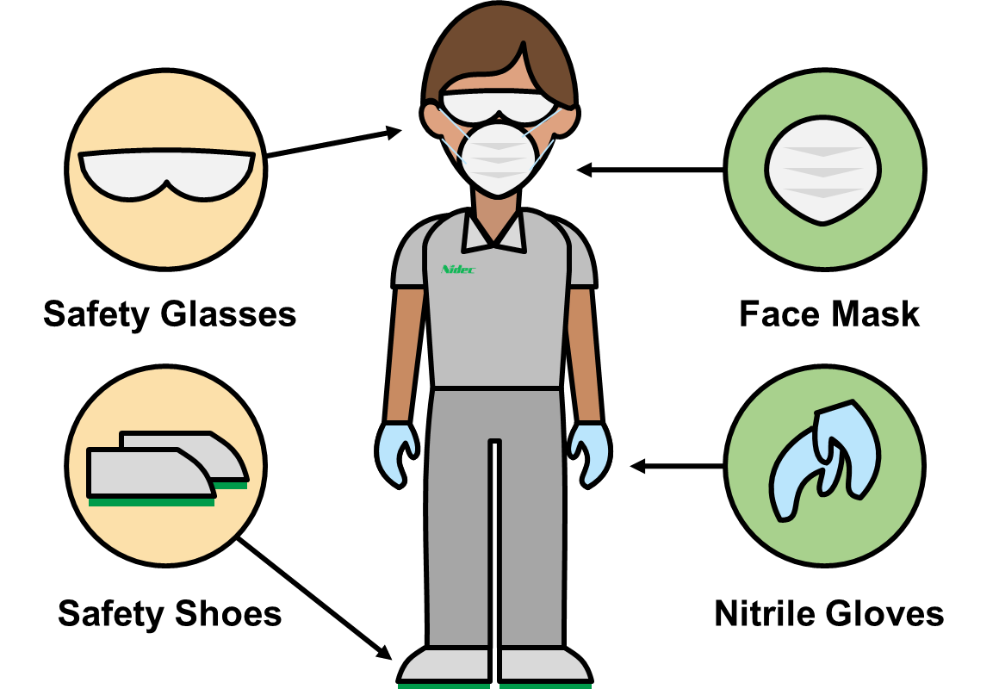 Nidec
Safety Glasses
Face Mask
Safety Shoes
Nitrile Gloves